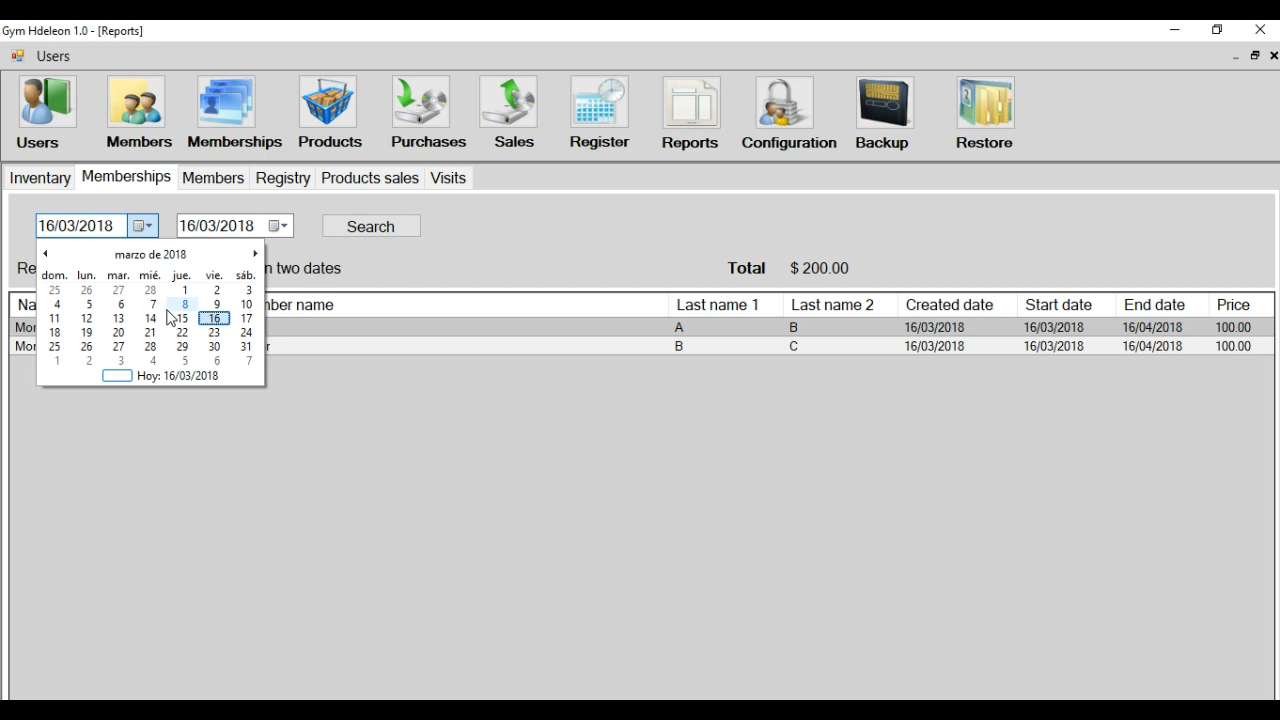 Gym Hdeleon 1.0 - [Reports]
Users
Users Members Memberships Products Purchases Sales Register Reports Configuration Backup Restore
Inventory Memberships Members Registry Products sales Visits
16/03/2018 16/03/2018 Search
marzo de 2018
Re n two dates Total $ 200.00
dom. lun. mar. mié. jue. vie. sáb.
25 26 27 28 1 2 3
4 5 6 7 8 9 10
11 12 13 14 15 16 17
18 19 20 21 22 23 24
25 26 27 28 29 30 31
1 2 3 4 5 6 7
Hoy: 16/03/2018
Na nber name Last name 1 Last name 2 Created date Start date End date Price
Mor A B 16/03/2018 16/03/2018 16/04/2018 100.00
Mor r B C 16/03/2018 16/03/2018 16/04/2018 100.00